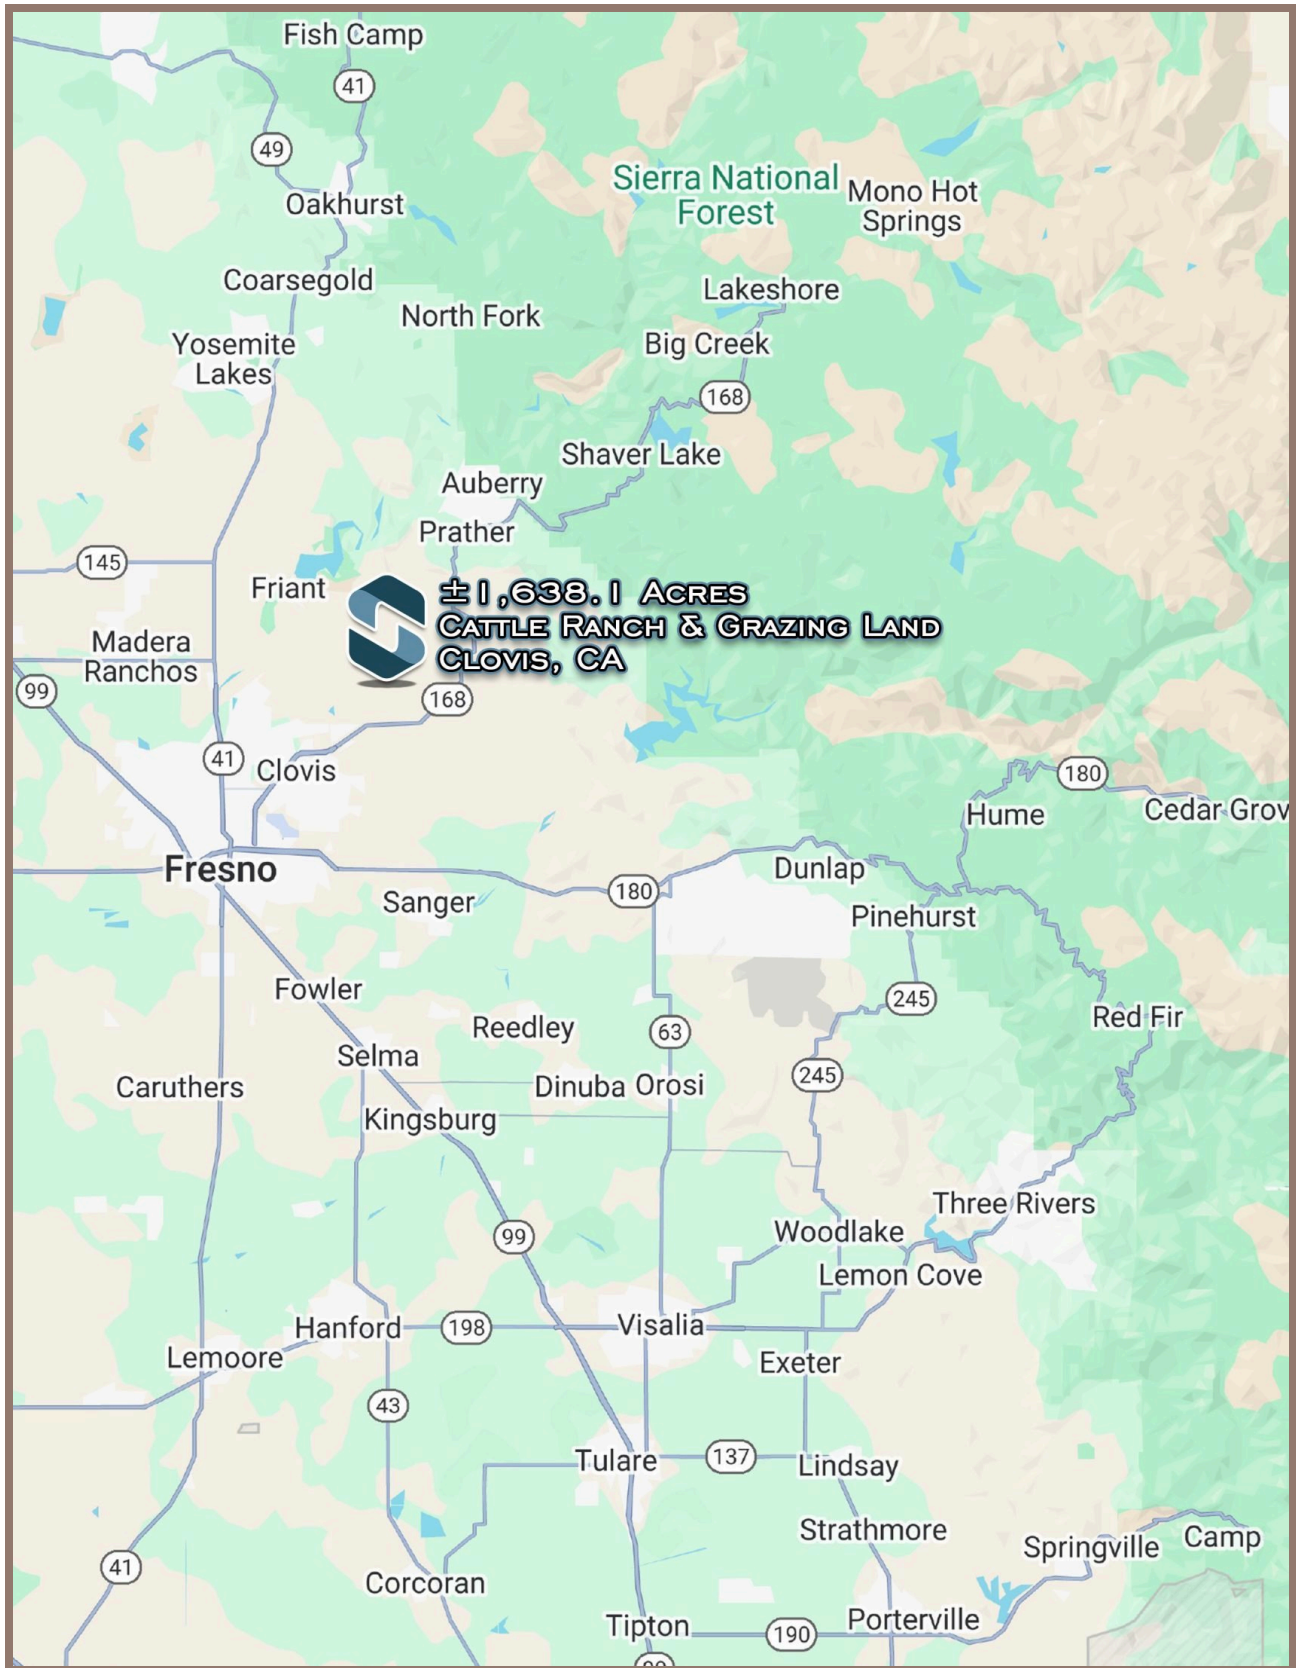 Fish Camp
41
49
Sierra National
Forest
Mono Hot
Springs
Oakhurst
Coarsegold
Lakeshore
North Fork
Yosemite
Lakes
Big Creek
168
Shaver Lake
Auberry
Prather
145
Friant
±1,638.1 Acres
Cattle Ranch & Grazing Land
Clovis, CA
Madera
Ranchos
99
168
41
Clovis
180
Hume
Cedar Grov
Fresno
Dunlap
180
Sanger
Pinehurst
Fowler
245
Reedley
63
Red Fir
Selma
245
Caruthers
Dinuba
Orosi
Kingsburg
Three Rivers
99
Woodlake
Lemon Cove
Hanford
198
Visalia
Lemoore
Exeter
43
Tulare
137
Lindsay
Strathmore
Springville
Camp
41
Corcoran
Tipton
190
Porterville